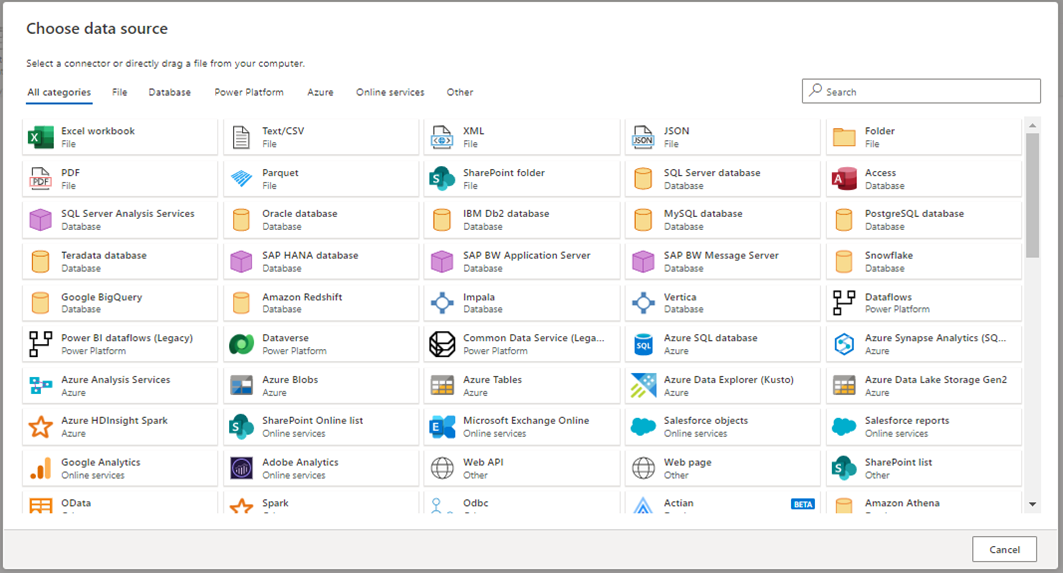 Choose data source
Select a connector or directly drag a file from your computer.
All categories File Database Power Platform Azure Online services Other Search
Excel workbook Text/CSV XML JSON Folder
File File File File File
PDF Parquet SharePoint folder SQL Server database Access
File File File Database Database
SQL Server Analysis Services Oracle database IBM Db2 database MySQL database PostgreSQL database
Database Database Database Database Database
Teradata database SAP HANA database SAP BW Application Server SAP BW Message Server Snowflake
Database Database Database Database Database
Google BigQuery Amazon Redshift Impala Vertica Dataflows
Database Database Database Database Power Platform
Power BI dataflows (Legacy) Dataverse Common Data Service (Lega... Azure SQL database Azure Synapse Analytics (SQ...
Power Platform Power Platform Power Platform Azure Azure
Azure Analysis Services Azure Blobs Azure Tables Azure Data Explorer (Kusto) Azure Data Lake Storage Gen2
Azure Azure Azure Azure Azure
Azure HDInsight Spark SharePoint Online list Microsoft Exchange Online Salesforce objects Salesforce reports
Azure Online services Online services Online services Online services
Google Analytics Adobe Analytics Web API Web page SharePoint list
Online services Online services Other Other Other
OData Spark Odbc Actian BETA Amazon Athena
Cancel